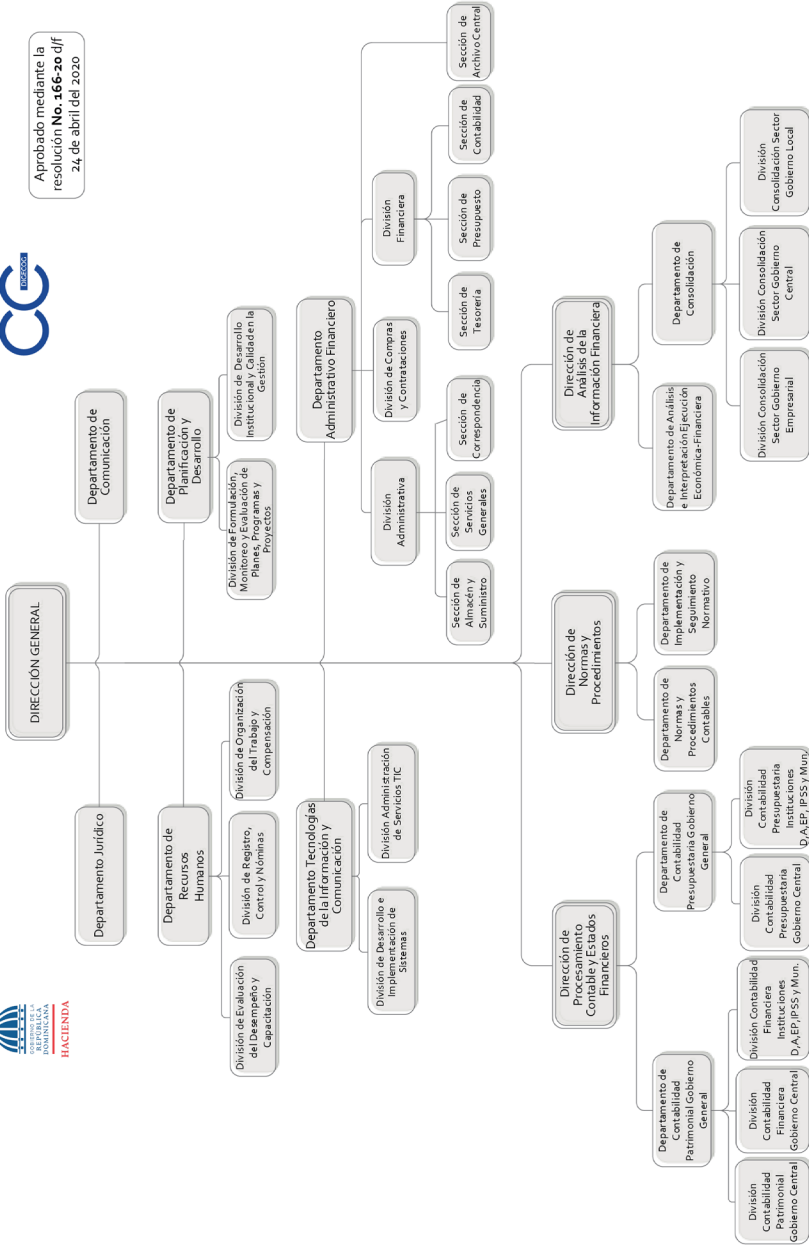 GOBIERNO DE LA
REPÚBLICA
DOMINICANA
HACIENDA
DIGECOG
Aprobado mediante la
resolución No. 166-20 d/f
24 de abril del 2020
DIRECCIÓN GENERAL
Departamento Jurídico
Departamento de
Comunicación
Departamento de
Recursos
Humanos
Departamento de
Planificación y
Desarrollo
División de Evaluación
del Desempeño y
Capacitación
División de Registro,
Control y Nóminas
División de Organización
del Trabajo y
Compensación
División de Formulación,
Monitoreo y Evaluación de
Planes, Programas y
Proyectos
División de Desarrollo
Institucional y Calidad en la
Gestión
Departamento Tecnologías
de la Información y
Comunicación
Departamento
Administrativo Financiero
División de Desarrollo e
Implementación de
Sistemas
División Administración
de Servicios TIC
División
Administrativa
División de Compras
y Contrataciones
División
Financiera
Sección de
Almacén y
Suministro
Sección de
Servicios
Generales
Sección de
Correspondencia
Sección de
Tesorería
Sección de
Presupuesto
Sección de
Contabilidad
Sección de
Archivo Central
Dirección de
Procesamiento
Contable y Estados
Financieros
Dirección de
Normas y
Procedimientos
Dirección de
Análisis de la
Información Financiera
Departamento de
Contabilidad
Patrimonial Gobierno
General
Departamento de
Contabilidad
Presupuestaria Gobierno
General
Departamento de
Normas y
Procedimientos
Contables
Departamento de
Implementación y
Seguimiento
Normativo
Departamento de Análisis
e Interpretación Ejecución
Económica-Financiera
Departamento de
Consolidación
División
Contabilidad
Patrimonial
Gobierno Central
División
Contabilidad
Financiera
Gobierno Central
División Contabilidad
Financiera
Instituciones
D,A,EP,IPSS y Mun.
División
Contabilidad
Presupuestaria
Gobierno Central
División
Contabilidad
Presupuestaria
Instituciones
D,A,EP, IPSS y Mun,
División Consolidación
Sector Gobierno
Empresarial
División Consolidación
Sector Gobierno
Central
División
Consolidación Sector
Gobierno Local